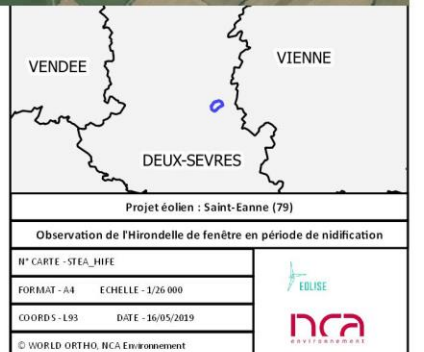 VENDEE
VIENNE
DEUX-SEVRES
Projet éolien : Saint-Eanne (79)
Observation de l'Hirondelle de fenêtre en période de nidification
N° CARTE - STEA_HIFE
FORMAT - A4 ECHELLE - 1/26 000
COORDS - L93 DATE - 16/05/2019
© WORLD ORTHO, NCA Environnement
EOLISE
nca
environnement